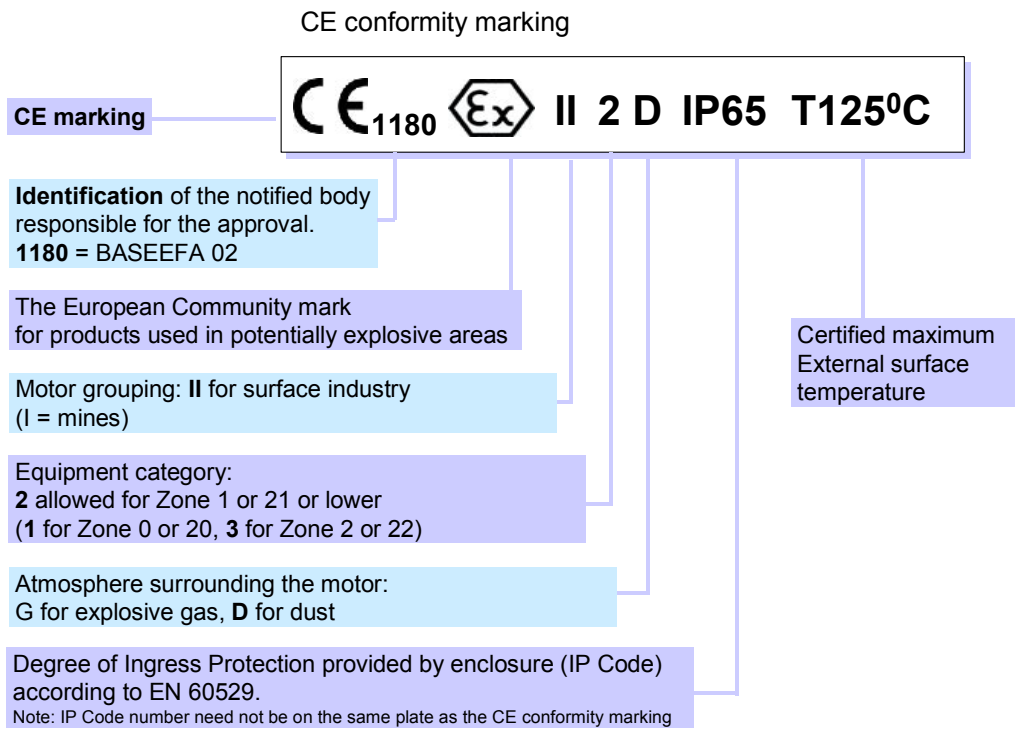 CE conformity marking
CE 1180 Ex II 2 D IP65 T125⁰C
CE marking
Identification of the notified body
responsible for the approval.
1180 = BASEEFA 02
The European Community mark
for products used in potentially explosive areas
Certified maximum
External surface
temperature
Motor grouping: II for surface industry
(I = mines)
Equipment category:
2 allowed for Zone 1 or 21 or lower
(1 for Zone 0 or 20, 3 for Zone 2 or 22)
Atmosphere surrounding the motor:
G for explosive gas, D for dust
Degree of Ingress Protection provided by enclosure (IP Code)
according to EN 60529.
Note: IP Code number need not be on the same plate as the CE conformity marking